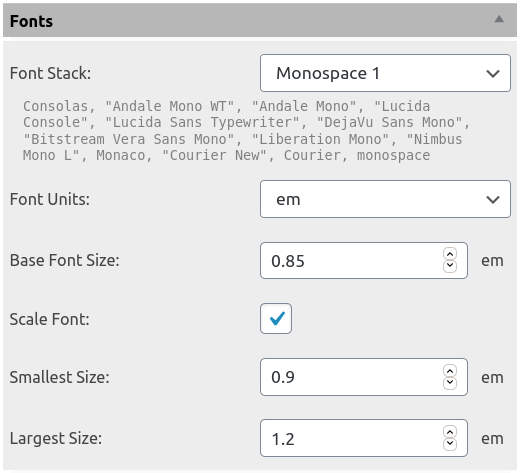 Fonts
Font Stack:
Monospace 1
Consolas, "Andale Mono WT", "Andale Mono", "Lucida
Console", "Lucida Sans Typewriter", "DejaVu Sans Mono",
"Bitstream Vera Sans Mono", "Liberation Mono", "Nimbus
Mono L", Monaco, "Courier New", Courier, monospace
Font Units:
em
Base Font Size:
0.85
em
Scale Font:
Smallest Size:
0.9
em
Largest Size:
1.2
em